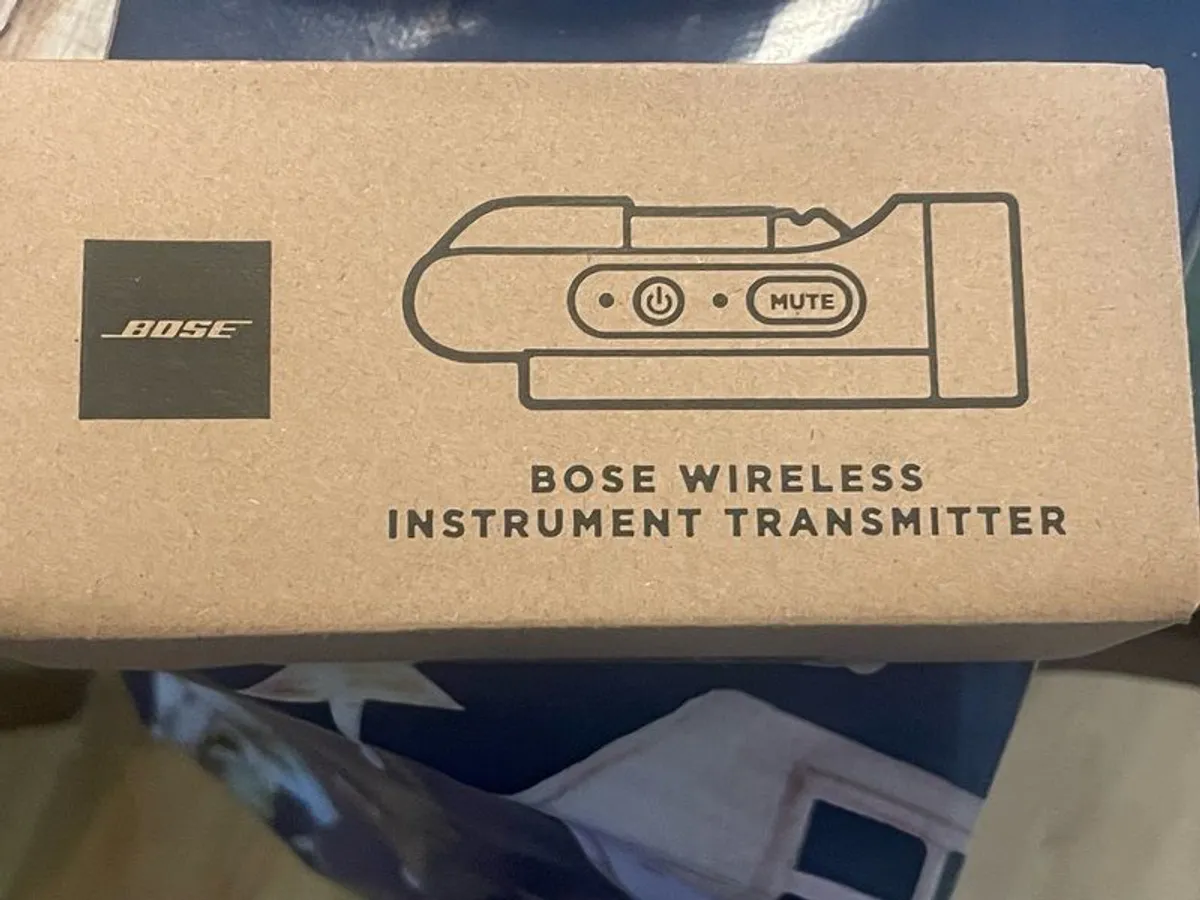 BOSE
MUTE
BOSE WIRELESS
INSTRUMENT TRANSMITTER